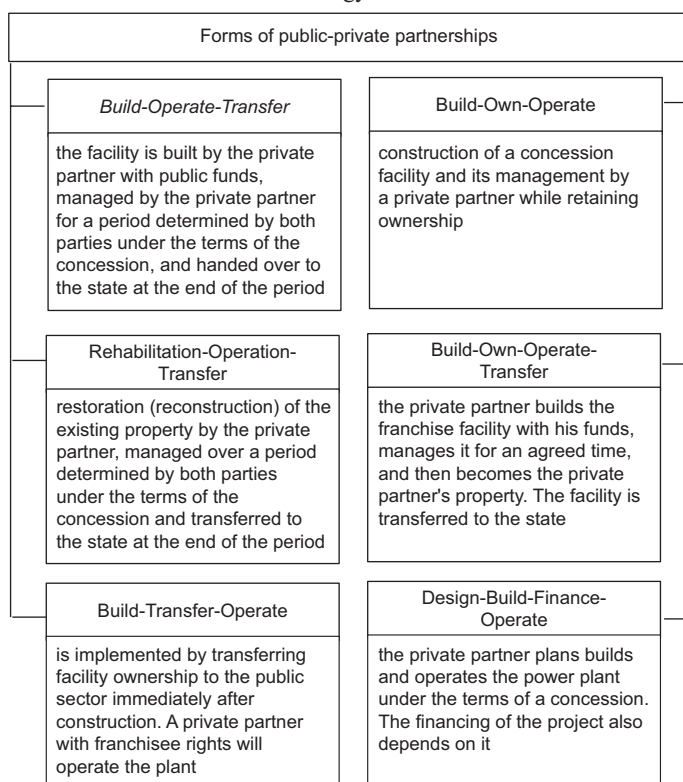 Forms of public-private partnerships
Build-Operate-Transfer
the facility is built by the private
partner with public funds,
managed by the private partner
for a period determined by both
parties under the terms of the
concession, and handed over to
the state at the end of the period
Build-Own-Operate
construction of a concession
facility and its management by
a private partner while retaining
ownership
Rehabilitation-Operation-
Transfer
restoration (reconstruction) of the
existing property by the private
partner, managed over a period
determined by both parties
under the terms of the
concession and transferred to
the state at the end of the period
Build-Own-Operate-
Transfer
the private partner builds the
franchise facility with his funds,
manages it for an agreed time,
and then becomes the private
partner's property. The facility is
transferred to the state
Build-Transfer-Operate
is implemented by transferring
facility ownership to the public
sector immediately after
construction. A private partner
with franchisee rights will
operate the plant
Design-Build-Finance-
Operate
the private partner plans builds
and operates the power plant
under the terms of a concession.
The financing of the project also
depends on it